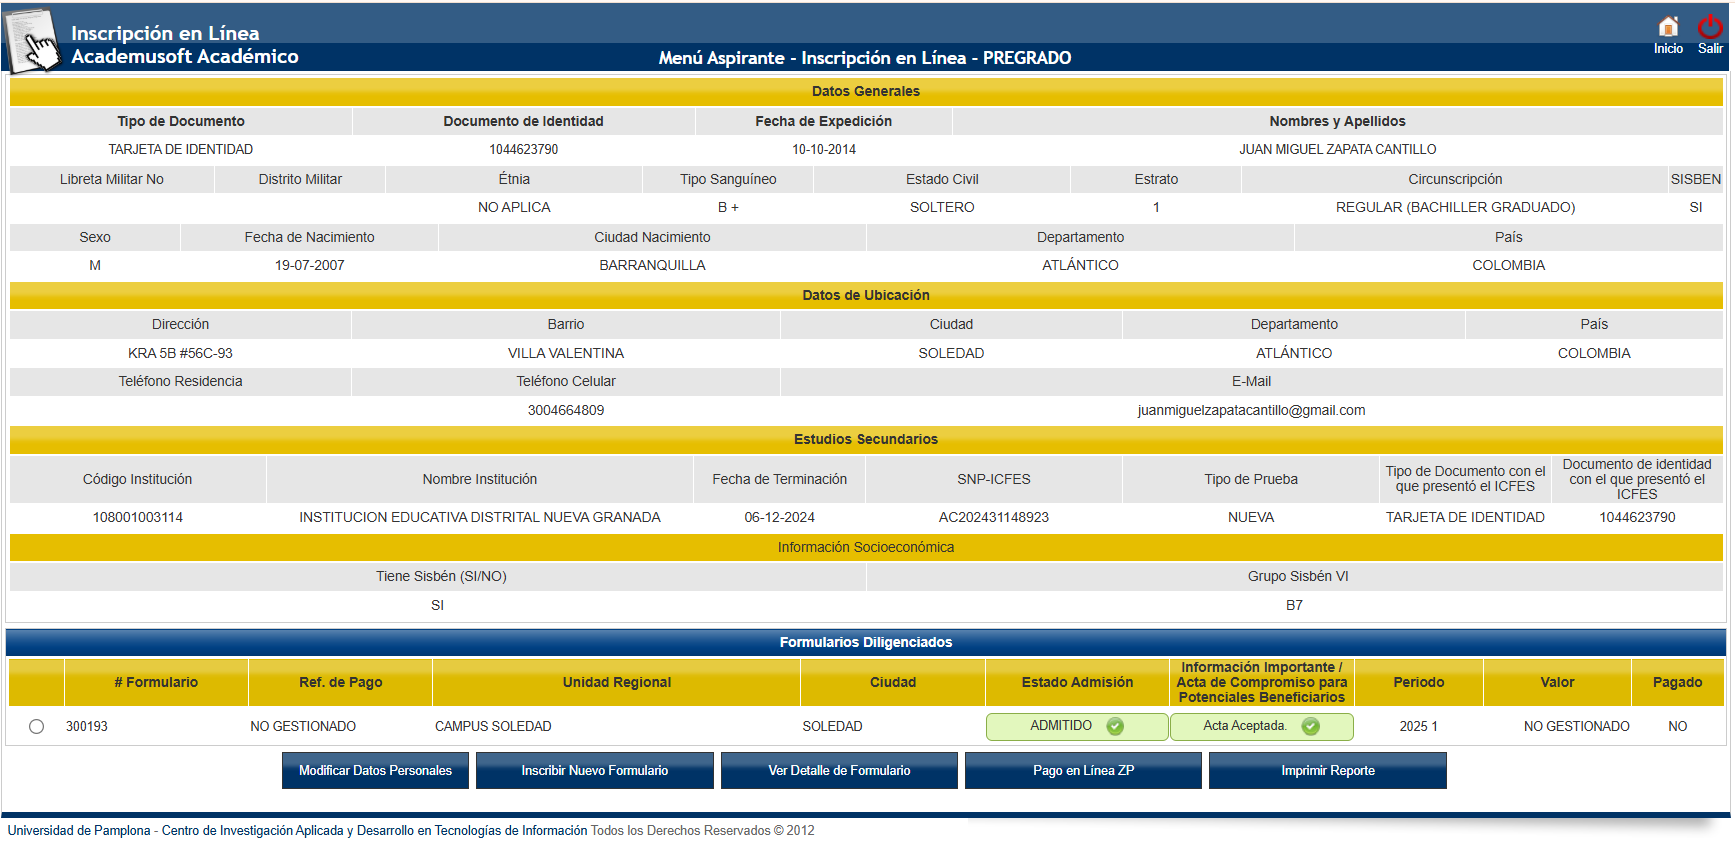 Inscripción en Línea
Academusoft Académico
Menú Aspirante - Inscripción en Línea - PREGRADO
Inicio Salir
Datos Generales
Tipo de Documento Documento de Identidad Fecha de Expedición Nombres y Apellidos
TARJETA DE IDENTIDAD 1044623790 10-10-2014 JUAN MIGUEL ZAPATA CANTILLO
Libreta Militar No Distrito Militar Étnia Tipo Sanguíneo Estado Civil Estrato Circunscripción SISBEN
NO APLICA B + SOLTERO 1 REGULAR (BACHILLER GRADUADO) SI
Sexo Fecha de Nacimiento Ciudad Nacimiento Departamento País
M 19-07-2007 BARRANQUILLA ATLÁNTICO COLOMBIA
Datos de Ubicación
Dirección Barrio Ciudad Departamento País
KRA 5B #56C-93 VILLA VALENTINA SOLEDAD ATLÁNTICO COLOMBIA
Teléfono Residencia Teléfono Celular E-Mail
3004664809 juanmiguelzapatacantillo@gmail.com
Estudios Secundarios
Código Institución Nombre Institución Fecha de Terminación SNP-ICFES Tipo de Prueba Tipo de Documento con el que presentó el ICFES Documento de identidad con el que presentó el ICFES
108001003114 INSTITUCION EDUCATIVA DISTRITAL NUEVA GRANADA 06-12-2024 AC202431148923 NUEVA TARJETA DE IDENTIDAD 1044623790
Información Socioeconómica
Tiene Sisbén (SI/NO) Grupo Sisbén VI
SI B7
Formularios Diligenciados
# Formulario Ref. de Pago Unidad Regional Ciudad Estado Admisión Información Importante / Acta de Compromiso para Potenciales Beneficiarios Periodo Valor Pagado
300193 NO GESTIONADO CAMPUS SOLEDAD SOLEDAD ADMITIDO Acta Aceptada. 2025 1 NO GESTIONADO NO
Modificar Datos Personales Inscribir Nuevo Formulario Ver Detalle de Formulario Pago en Línea ZP Imprimir Reporte
Universidad de Pamplona - Centro de Investigación Aplicada y Desarrollo en Tecnologías de Información Todos los Derechos Reservados © 2012